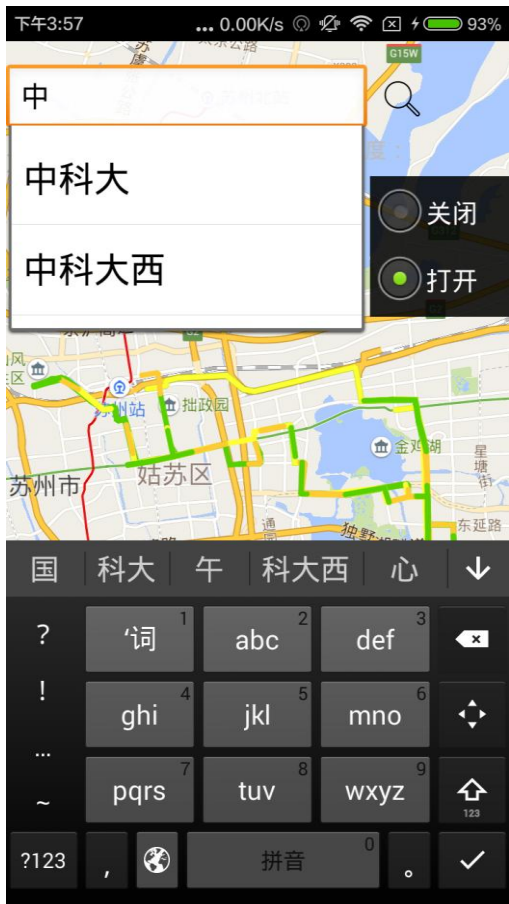 下午3:57
... 0.00K/s
93%
G15W
中
中科大
中科大西
关闭
打开
苏州站
拙政园
金鸡湖
姑苏区
苏州市
星塘街
东延路
国 科大 午 科大西 心
? ‘词 1 abc 2 def 3
! ghi 4 jkl 5 mno 6
... pqrs 7 tuv 8 wxyz 9
~ 123
?123 , 拼音 0 。